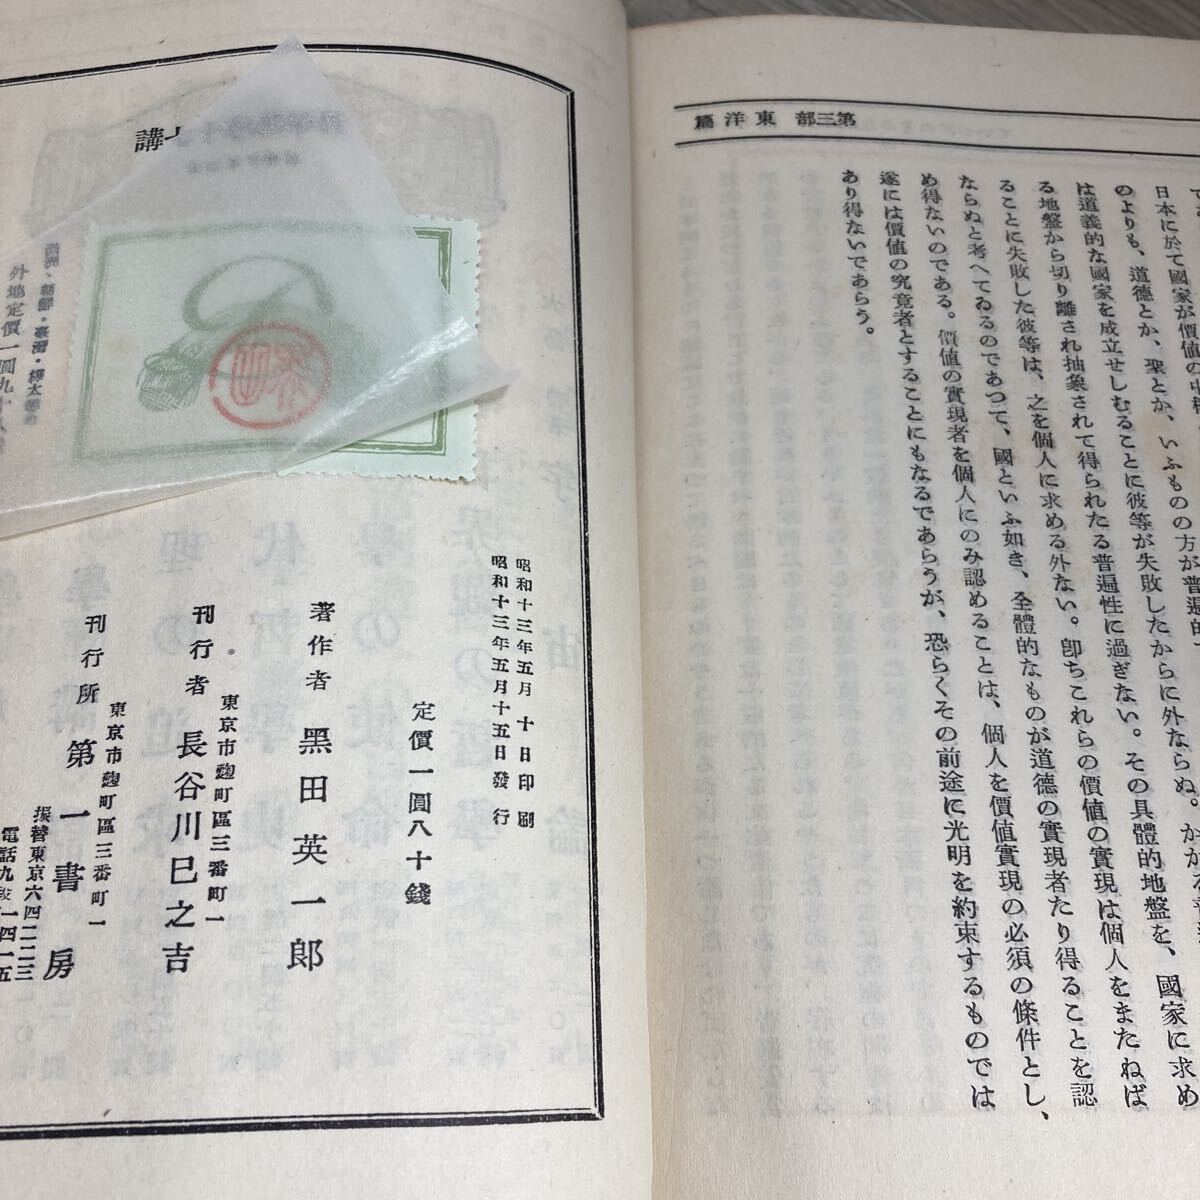 第三部 東洋篇
日本に於て國家が價値の中
のよりも、道德とか、聖とか、いふものの方が普遍的
は道義的な國家を成立せしむることに彼等が失敗したからに外ならぬ。かかる
る地盤から切り離され抽象されて得られたる普遍性に過ぎない。その具體的地盤を、國家に求め
ることに失敗した彼等は、之を個人に求める外ない。卽ちこれらの價値の實現は個人をまたねば
ならぬと考へてゐるのであつて、國といふ如き、全體的なものが道德の實現者たり得ることを認
め得ないのである。價値の實現者を個人にのみ認めることは、個人を價値實現の必須の條件とし、
遂には價値の究竟者とすることにもなるであらうが、恐らくその前途に光明を約束するものでは
あり得ないであらう。
講
昭和十三年五月十日印刷
昭和十三年五月十五日發行
定價一圓八十錢
著作者 黑田英一郎
東京市麴町區三番町一
刊行者 長谷川巳之吉
東京市麴町區三番町一
刊行所 第一書房
振替東京六四二二三
電話九段一四一五
外地定價一圓九十